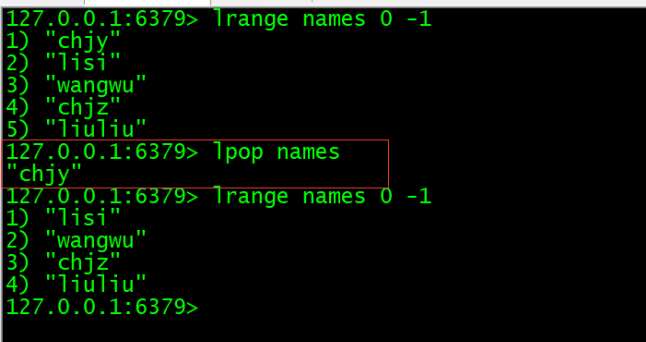 127.0.0.1:6379> lrange names 0 -1
1) "chjy"
2) "lisi"
3) "wangwu"
4) "chjz"
5) "liuliu"
127.0.0.1:6379> lpop names
"chjy"
127.0.0.1:6379> lrange names 0 -1
1) "lisi"
2) "wangwu"
3) "chjz"
4) "liuliu"
127.0.0.1:6379>